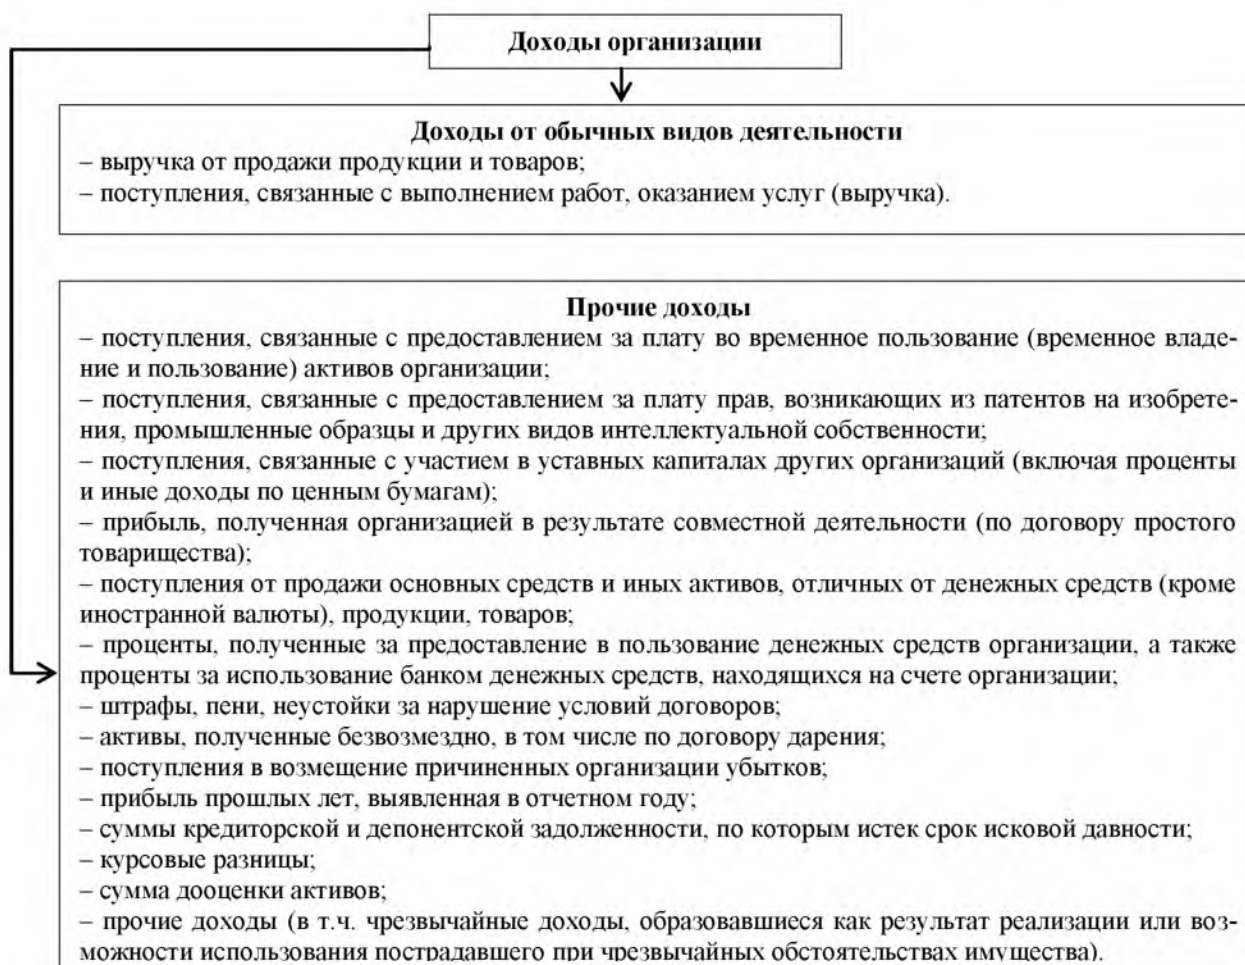 Доходы организации
Доходы от обычных видов деятельности
– выручка от продажи продукции и товаров;
– поступления, связанные с выполнением работ, оказанием услуг (выручка).
Прочие доходы
– поступления, связанные с предоставлением за плату во временное пользование (временное владе-
ние и пользование) активов организации;
– поступления, связанные с предоставлением за плату прав, возникающих из патентов на изобрете-
ния, промышленные образцы и других видов интеллектуальной собственности;
– поступления, связанные с участием в уставных капиталах других организаций (включая проценты
и иные доходы по ценным бумагам);
– прибыль, полученная организацией в результате совместной деятельности (по договору простого
товарищества);
– поступления от продажи основных средств и иных активов, отличных от денежных средств (кроме
иностранной валюты), продукции, товаров;
– проценты, полученные за предоставление в пользование денежных средств организации, а также
проценты за использование банком денежных средств, находящихся на счете организации;
– штрафы, пени, неустойки за нарушение условий договоров;
– активы, полученные безвозмездно, в том числе по договору дарения;
– поступления в возмещение причиненных организации убытков;
– прибыль прошлых лет, выявленная в отчетном году;
– суммы кредиторской и депонентской задолженности, по которым истек срок исковой давности;
– курсовые разницы;
– сумма дооценки активов;
– прочие доходы (в т.ч. чрезвычайные доходы, образовавшиеся как результат реализации или воз-
можности использования пострадавшего при чрезвычайных обстоятельствах имущества).